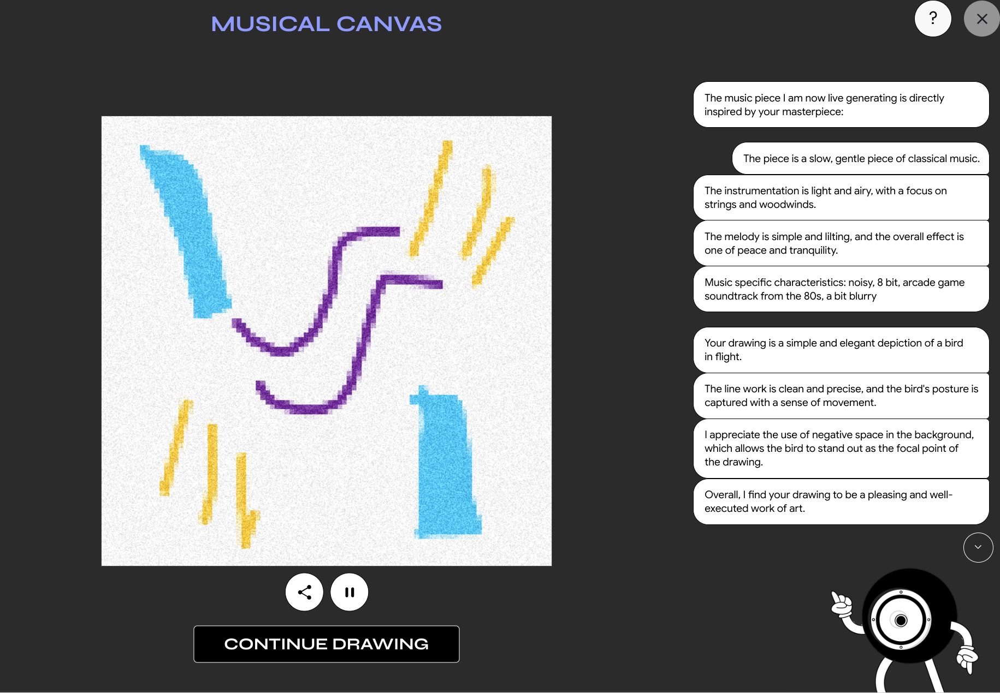 MUSICAL CANVAS
?
The music piece I am now live generating is directly
inspired by your masterpiece:
The piece is a slow, gentle piece of classical music.
The instrumentation is light and airy, with a focus on
strings and woodwinds.
The melody is simple and lilting, and the overall effect is
one of peace and tranquility.
Music specific characteristics: noisy, 8 bit, arcade game
soundtrack from the 80s, a bit blurry
Your drawing is a simple and elegant depiction of a bird
in flight.
The line work is clean and precise, and the bird's posture is
captured with a sense of movement.
I appreciate the use of negative space in the background,
which allows the bird to stand out as the focal point of
the drawing.
Overall, I find your drawing to be a pleasing and well-
executed work of art.
CONTINUE DRAWING